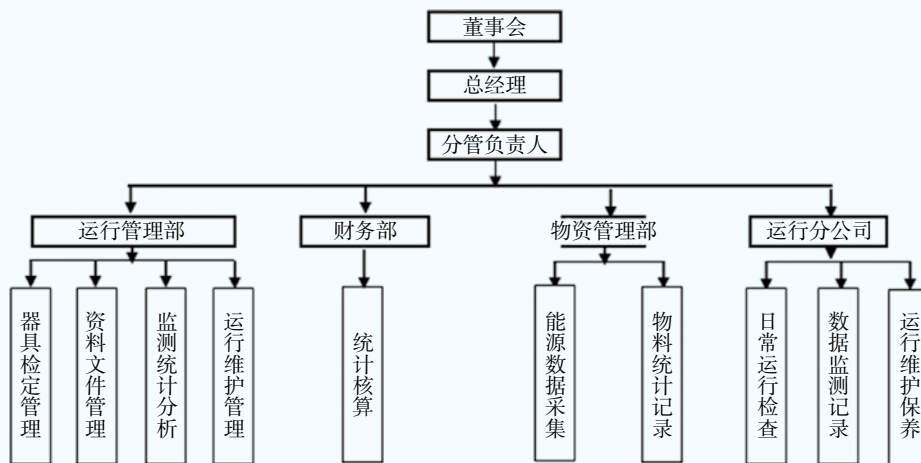 董事会
总经理
分管负责人
运行管理部
财务部
物资管理部
运行分公司
器具检定管理
资料文件管理
监测统计分析
运行维护管理
统计核算
能源数据采集
物料统计记录
日常运行检查
数据监测记录
运行维护保养